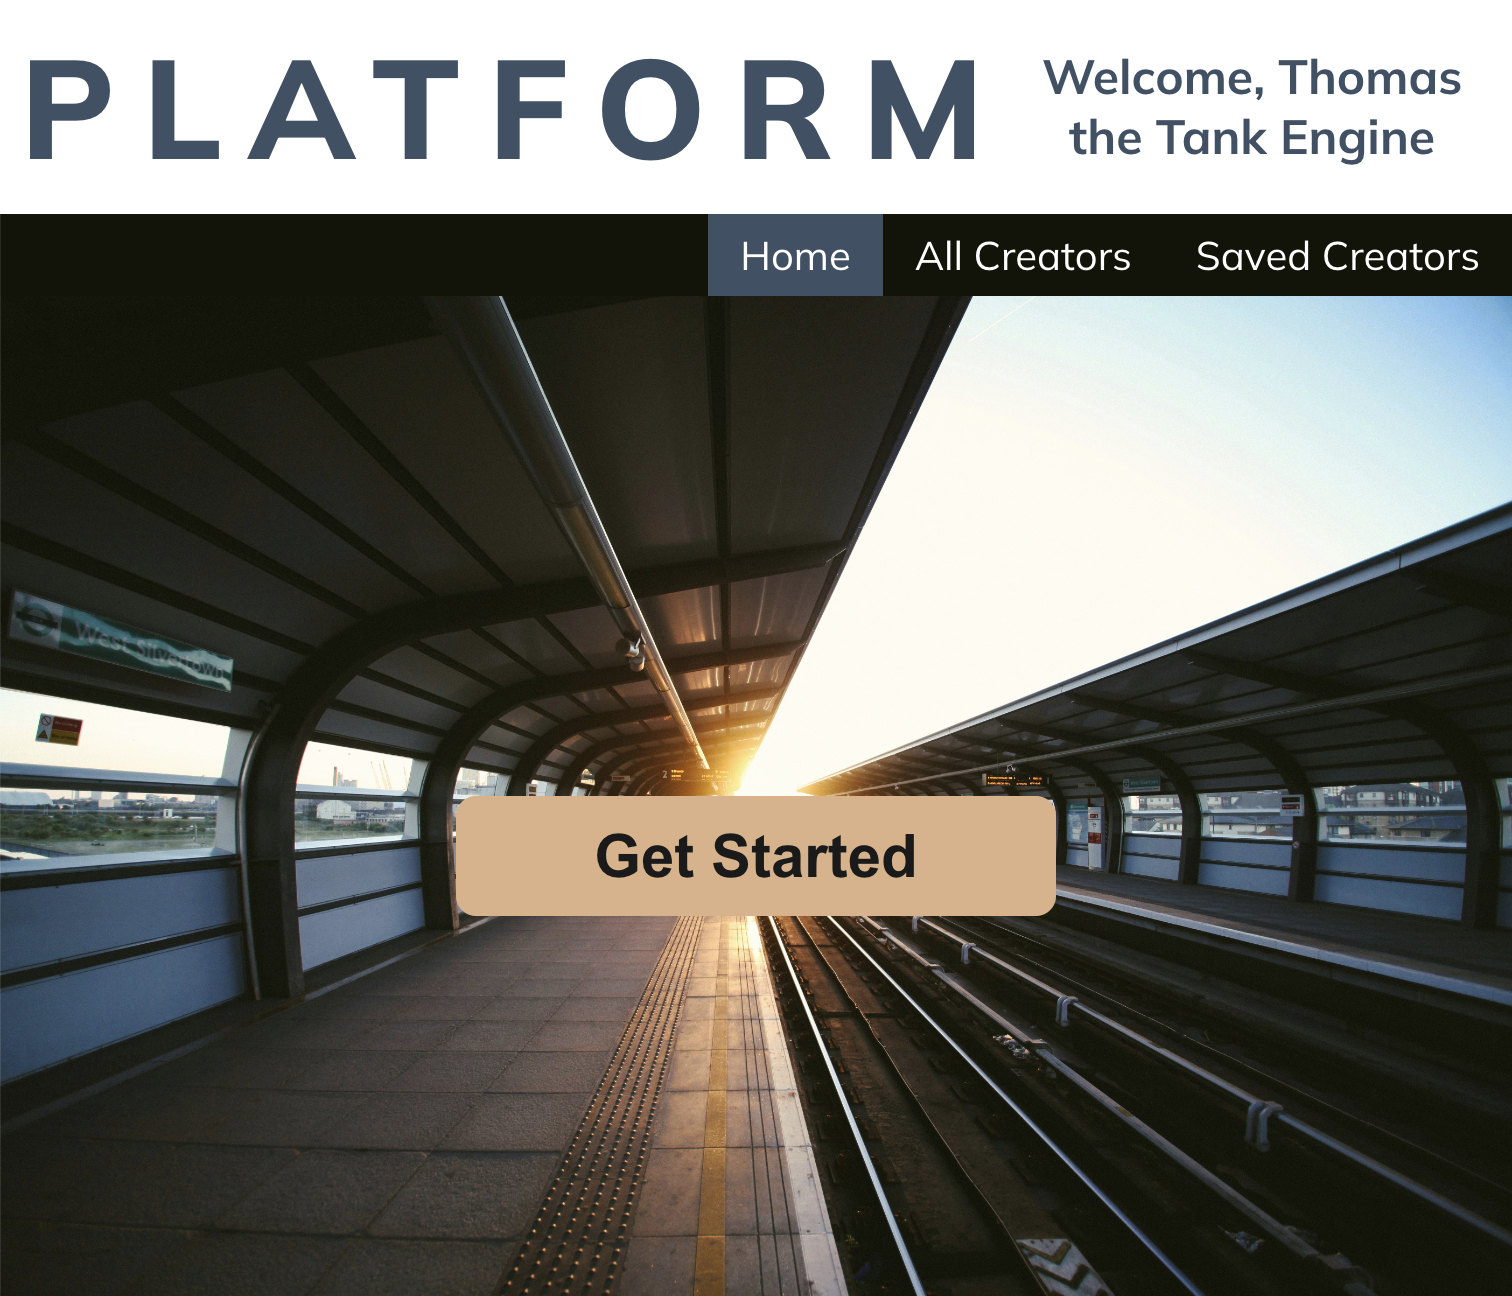 PLATFORM
Welcome, Thomas
the Tank Engine
Home All Creators Saved Creators
West Silvertown
Get Started